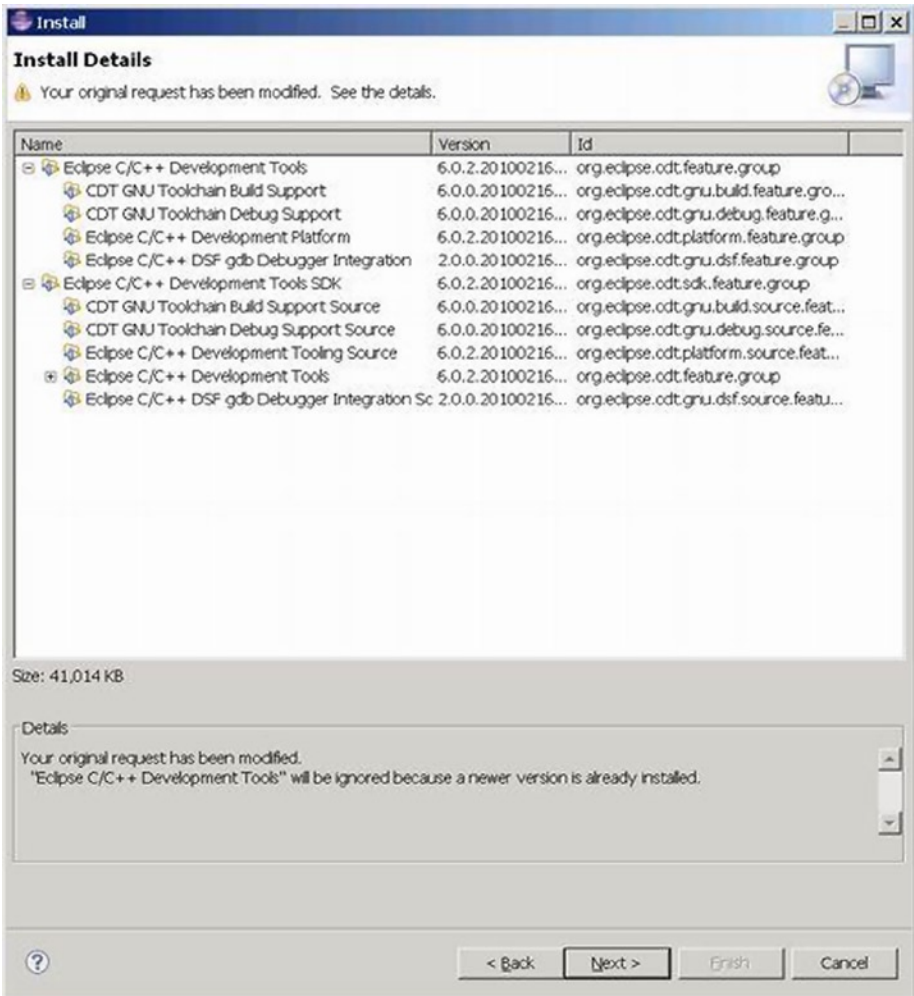 Install
Install Details
Your original request has been modified. See the details.
Name Version Id
Eclipse C/C++ Development Tools 6.0.2.20100216... org.eclipse.cdt.feature.group
CDT GNU Toolchain Build Support 6.0.0.20100216... org.eclipse.cdt.gnu.build.feature.gro...
CDT GNU Toolchain Debug Support 6.0.0.20100216... org.eclipse.cdt.gnu.debug.feature.g...
Eclipse C/C++ Development Platform 6.0.2.20100216... org.eclipse.cdt.platform.feature.group
Eclipse C/C++ DSF gdb Debugger Integration 2.0.0.20100216... org.eclipse.cdt.gnu.dsf.feature.group
Eclipse C/C++ Development Tools SDK 6.0.2.20100216... org.eclipse.cdt.sdk.feature.group
CDT GNU Toolchain Build Support Source 6.0.0.20100216... org.eclipse.cdt.gnu.build.source.feat...
CDT GNU Toolchain Debug Support Source 6.0.0.20100216... org.eclipse.cdt.gnu.debug.source.fe...
Eclipse C/C++ Development Tooling Source 6.0.2.20100216... org.eclipse.cdt.platform.source.feat...
Eclipse C/C++ Development Tools 6.0.2.20100216... org.eclipse.cdt.feature.group
Eclipse C/C++ DSF gdb Debugger Integration Sc 2.0.0.20100216... org.eclipse.cdt.gnu.dsf.source.featu...
Size: 41,014 KB
Details
Your original request has been modified.
"Eclipse C/C++ Development Tools" will be ignored because a newer version is already installed.
< Back Next > Finish Cancel